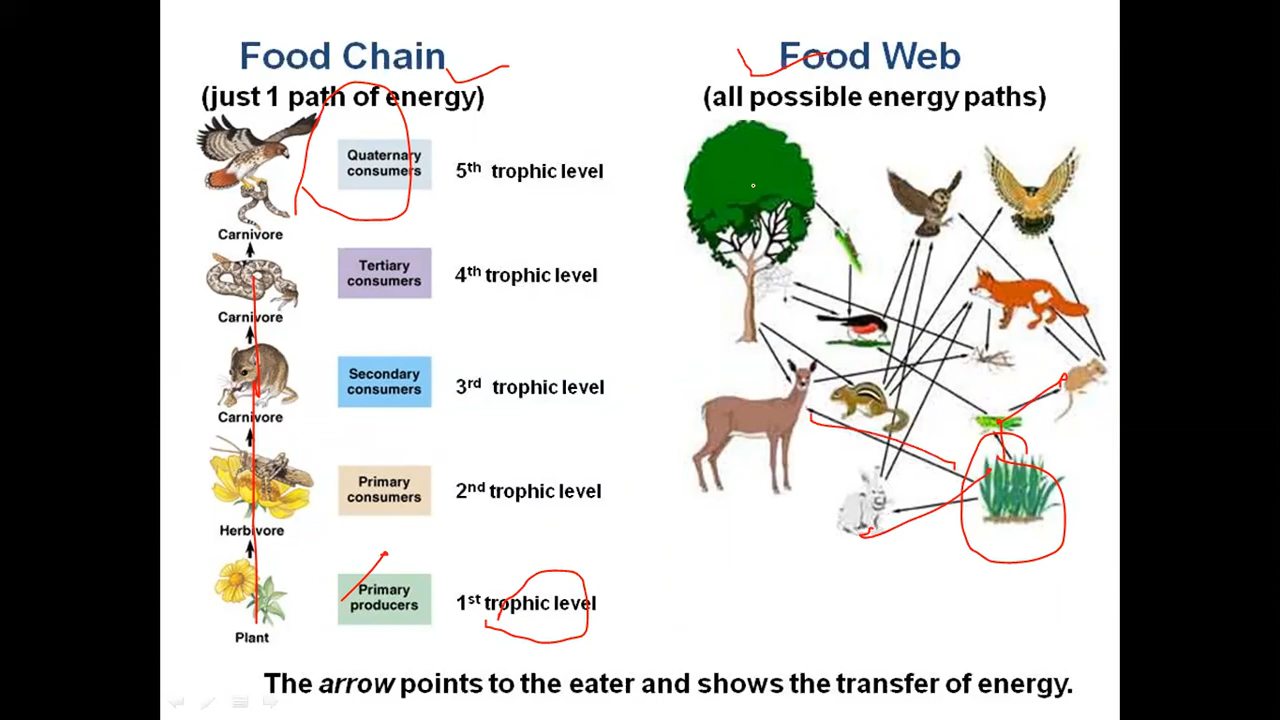 Food Chain
(just 1 path of energy)
Quaternary
consumers
5th trophic level
Carnivore
Tertiary
consumers
4th trophic level
Carnivore
Secondary
consumers
3rd trophic level
Carnivore
Primary
consumers
2nd trophic level
Herbivore
Primary
producers
1st trophic level
Plant
Food Web
(all possible energy paths)
The arrow points to the eater and shows the transfer of energy.